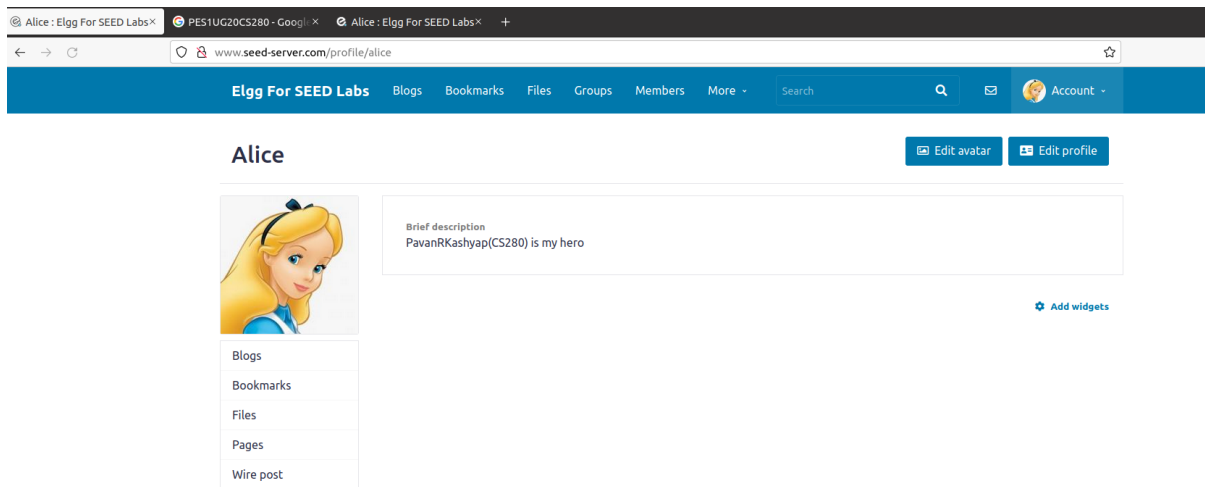 Alice : Elgg For SEED Labs× PES1UG20CS280 - Googl× Alice : Elgg For SEED Labs× +
www.seed-server.com/profile/alice
Elgg For SEED Labs Blogs Bookmarks Files Groups Members More Search Account
Alice Edit avatar Edit profile
Brief description
PavanRKashyap(CS280) is my hero
Add widgets
Blogs
Bookmarks
Files
Pages
Wire post